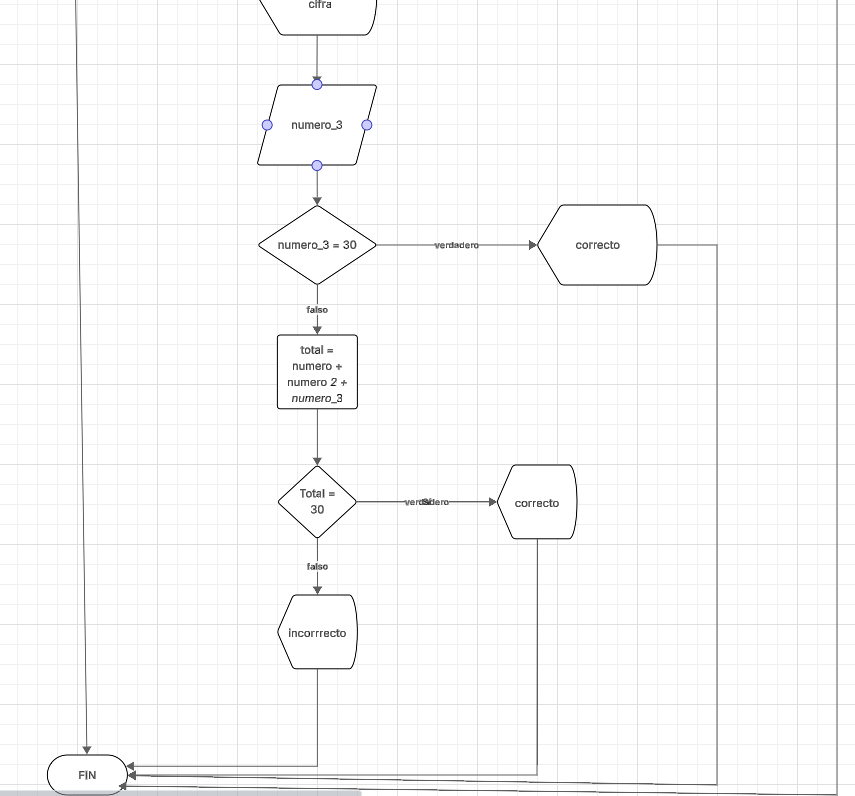 cifra
numero_3
numero_3 = 30
verdadero
correcto
falso
total =
numero +
numero 2 +
numero_3
Total =
30
correcto
falso
incorrrecto
FIN